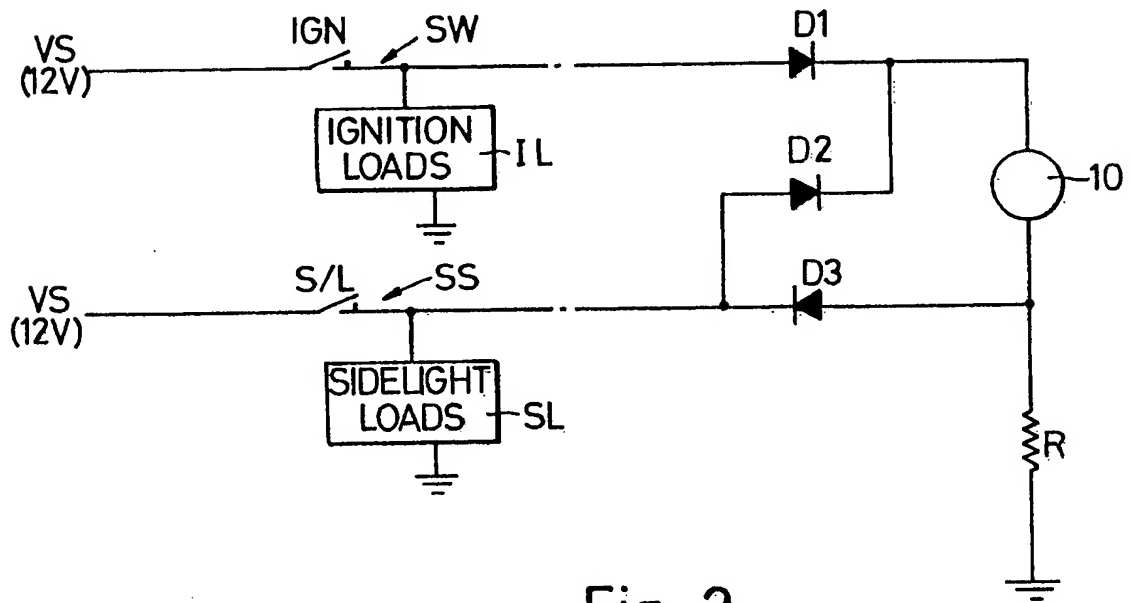 IGN
SW
D1
VS
(12V)
IGNITION
LOADS
IL
D2
10
S/L
SS
D3
VS
(12V)
SIDELIGHT
LOADS
SL
R